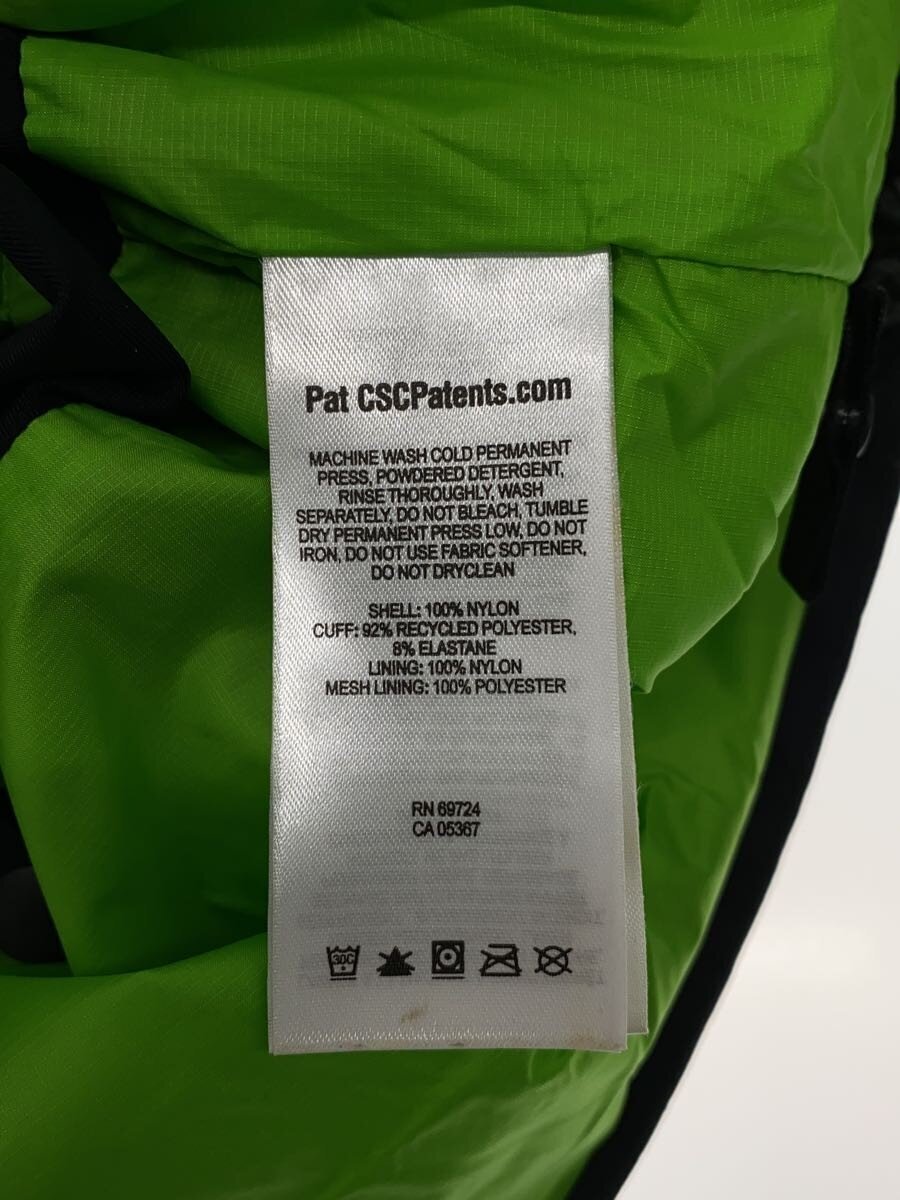 Pat CSCPatents.com
MACHINE WASH COLD PERMANENT
PRESS, POWDERED DETERGENT,
RINSE THOROUGHLY, WASH
SEPARATELY, DO NOT BLEACH, TUMBLE
DRY PERMANENT PRESS LOW, DO NOT
IRON, DO NOT USE FABRIC SOFTENER,
DO NOT DRYCLEAN
SHELL: 100% NYLON
CUFF: 92% RECYCLED POLYESTER,
8% ELASTANE
LINING: 100% NYLON
MESH LINING: 100% POLYESTER
RN 69724
CA 05367
30C